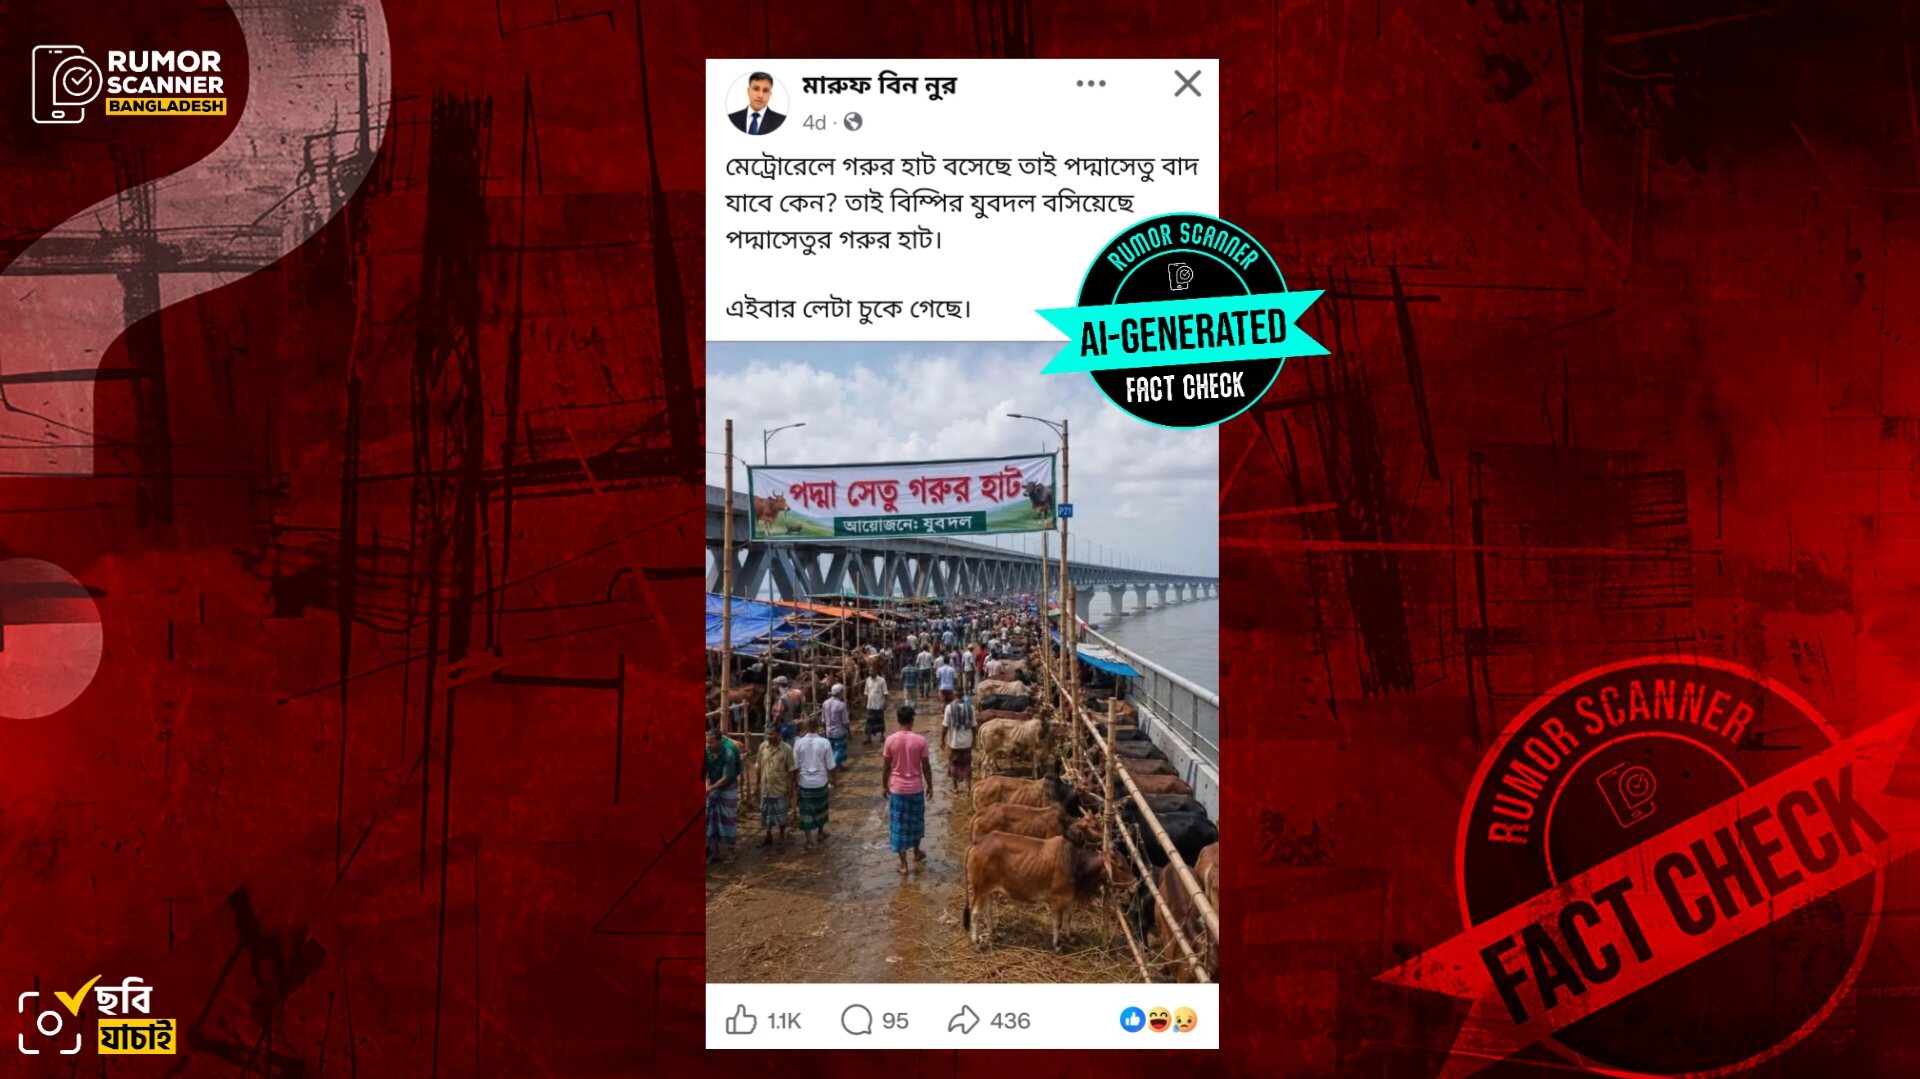 RUMOR
SCANNER
BANGLADESH
মারুফ বিন নুর
4d
মেট্রোরেলে গরুর হাট বসেছে তাই পদ্মাসেতু বাদ
যাবে কেন? তাই বিম্পির যুবদল বসিয়েছে
পদ্মাসেতুর গরুর হাট।
এইবার লেটা চুকে গেছে।
RUMOR SCANNER
AI-GENERATED
FACT CHECK
পদ্মা সেতু গরুর হাট
আয়োজনে: যুবদল
P21
1.1K
95
436
RUMOR SCANNER
FACT CHECK
ছবি
যাচাই